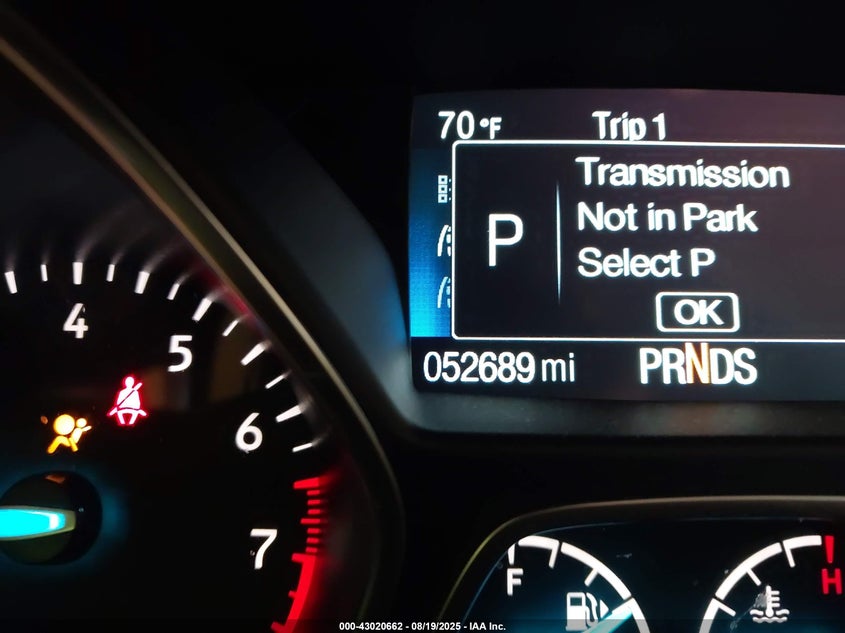 70°F Trip 1
Transmission
Not in Park
P
Select P
OK
052689 mi PRNDS
4
5
6
7
F
H
000-43020662 - 08/19/2025 - IAA Inc.